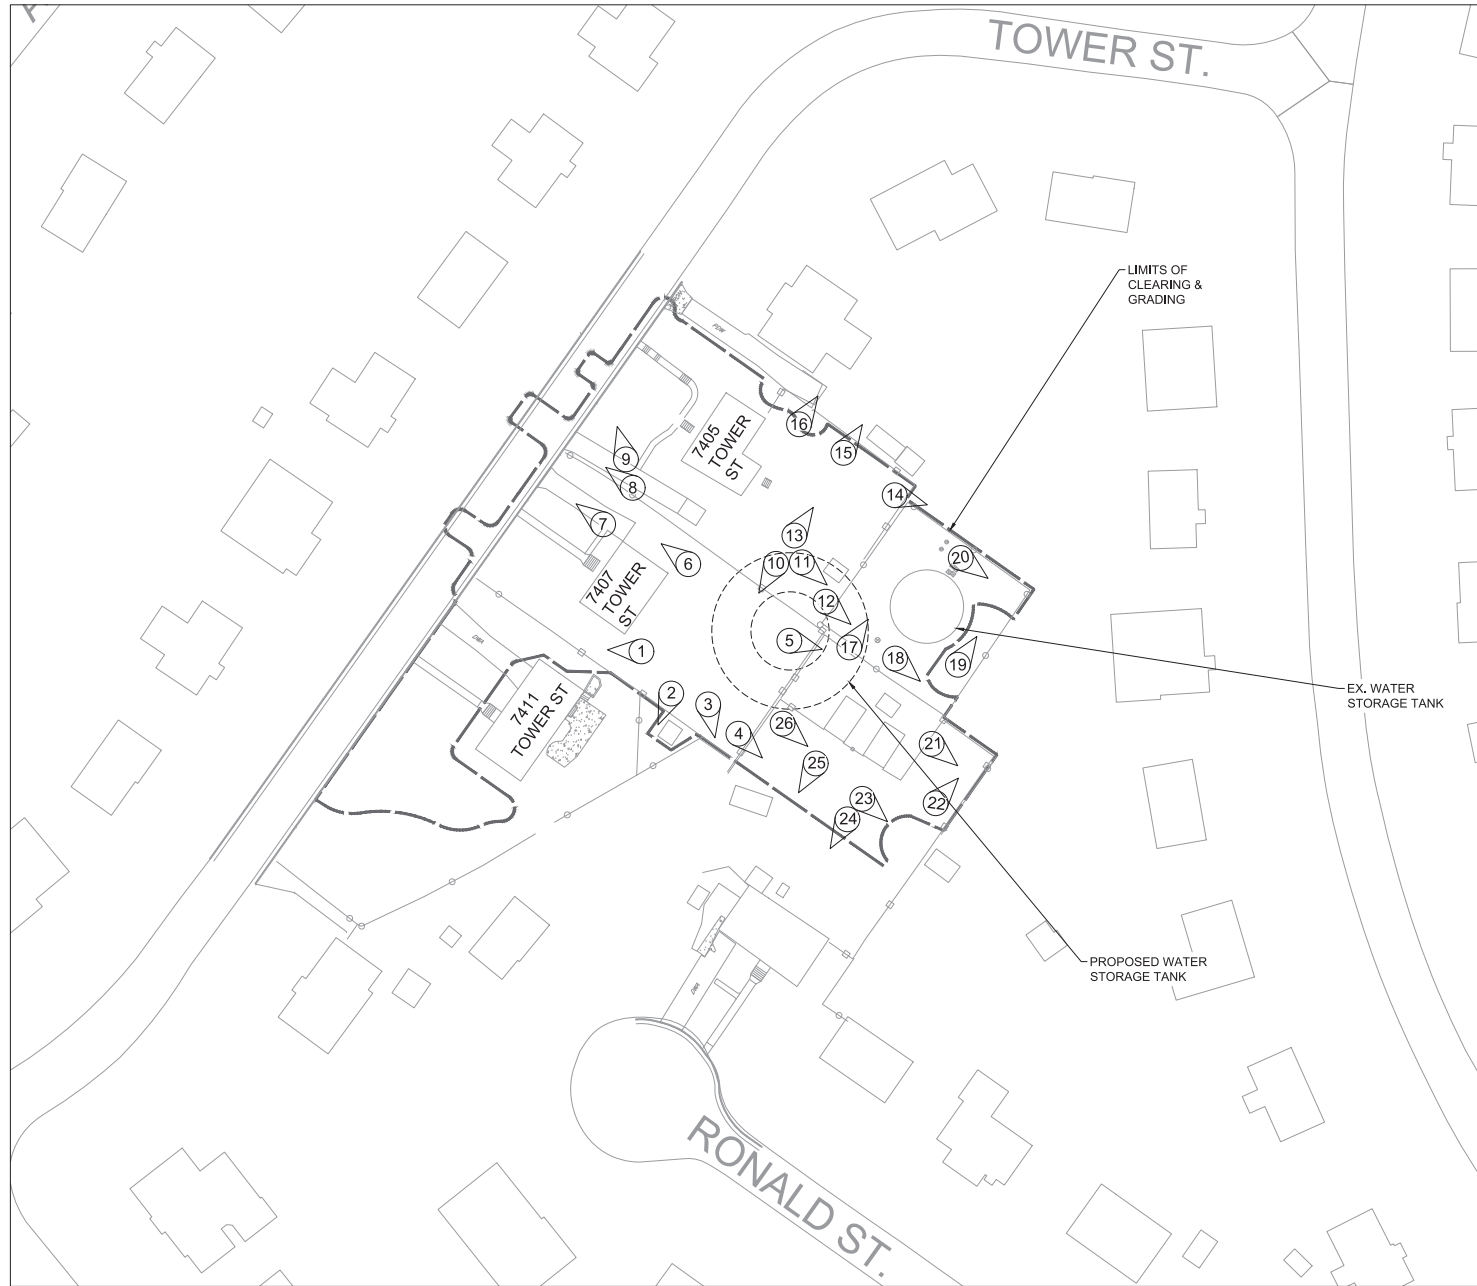 TOWER ST.
LIMITS OF
CLEARING &
GRADING
16
15
7405
TOWER
ST
9
8
14
7
13
20
6
10
11
7407
TOWER
ST
12
5
17
1
18
19
EX. WATER
STORAGE TANK
2
3
7411
TOWER ST
26
4
21
25
23
22
24
PROPOSED WATER
STORAGE TANK
RONALD ST.